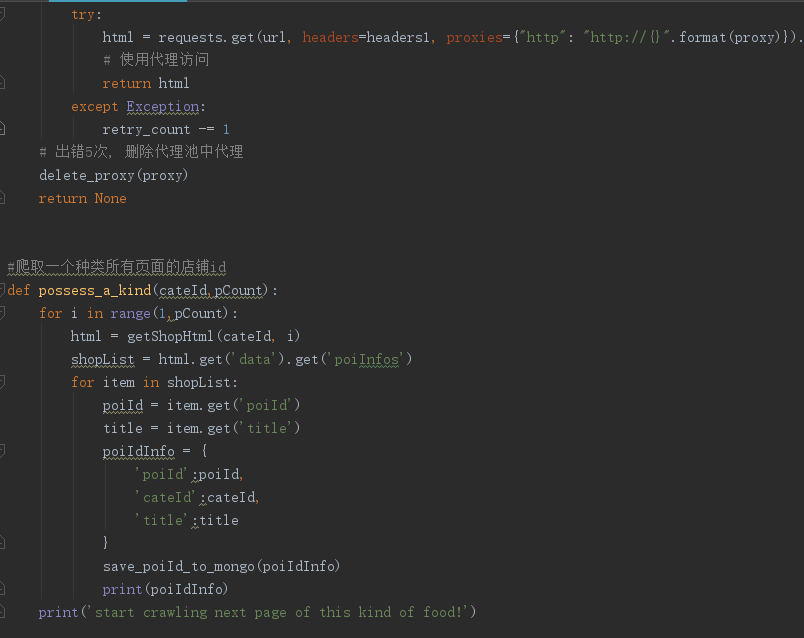 try:
html = requests.get(url, headers=headers1, proxies={"http": "http://{}".format(proxy)}).
# 使用代理访问
return html
except Exception:
retry_count -= 1
# 出错5次, 删除代理池中代理
delete_proxy(proxy)
return None
#爬取一个种类所有页面的店铺id
def possess_a_kind(cateId,pCount):
for i in range(1,pCount):
html = getShopHtml(cateId, i)
shopList = html.get('data').get('poiInfos')
for item in shopList:
poiId = item.get('poiId')
title = item.get('title')
poiIdInfo = {
'poiId':poiId,
'cateId':cateId,
'title':title
}
save_poiId_to_mongo(poiIdInfo)
print(poiIdInfo)
print('start crawling next page of this kind of food!')